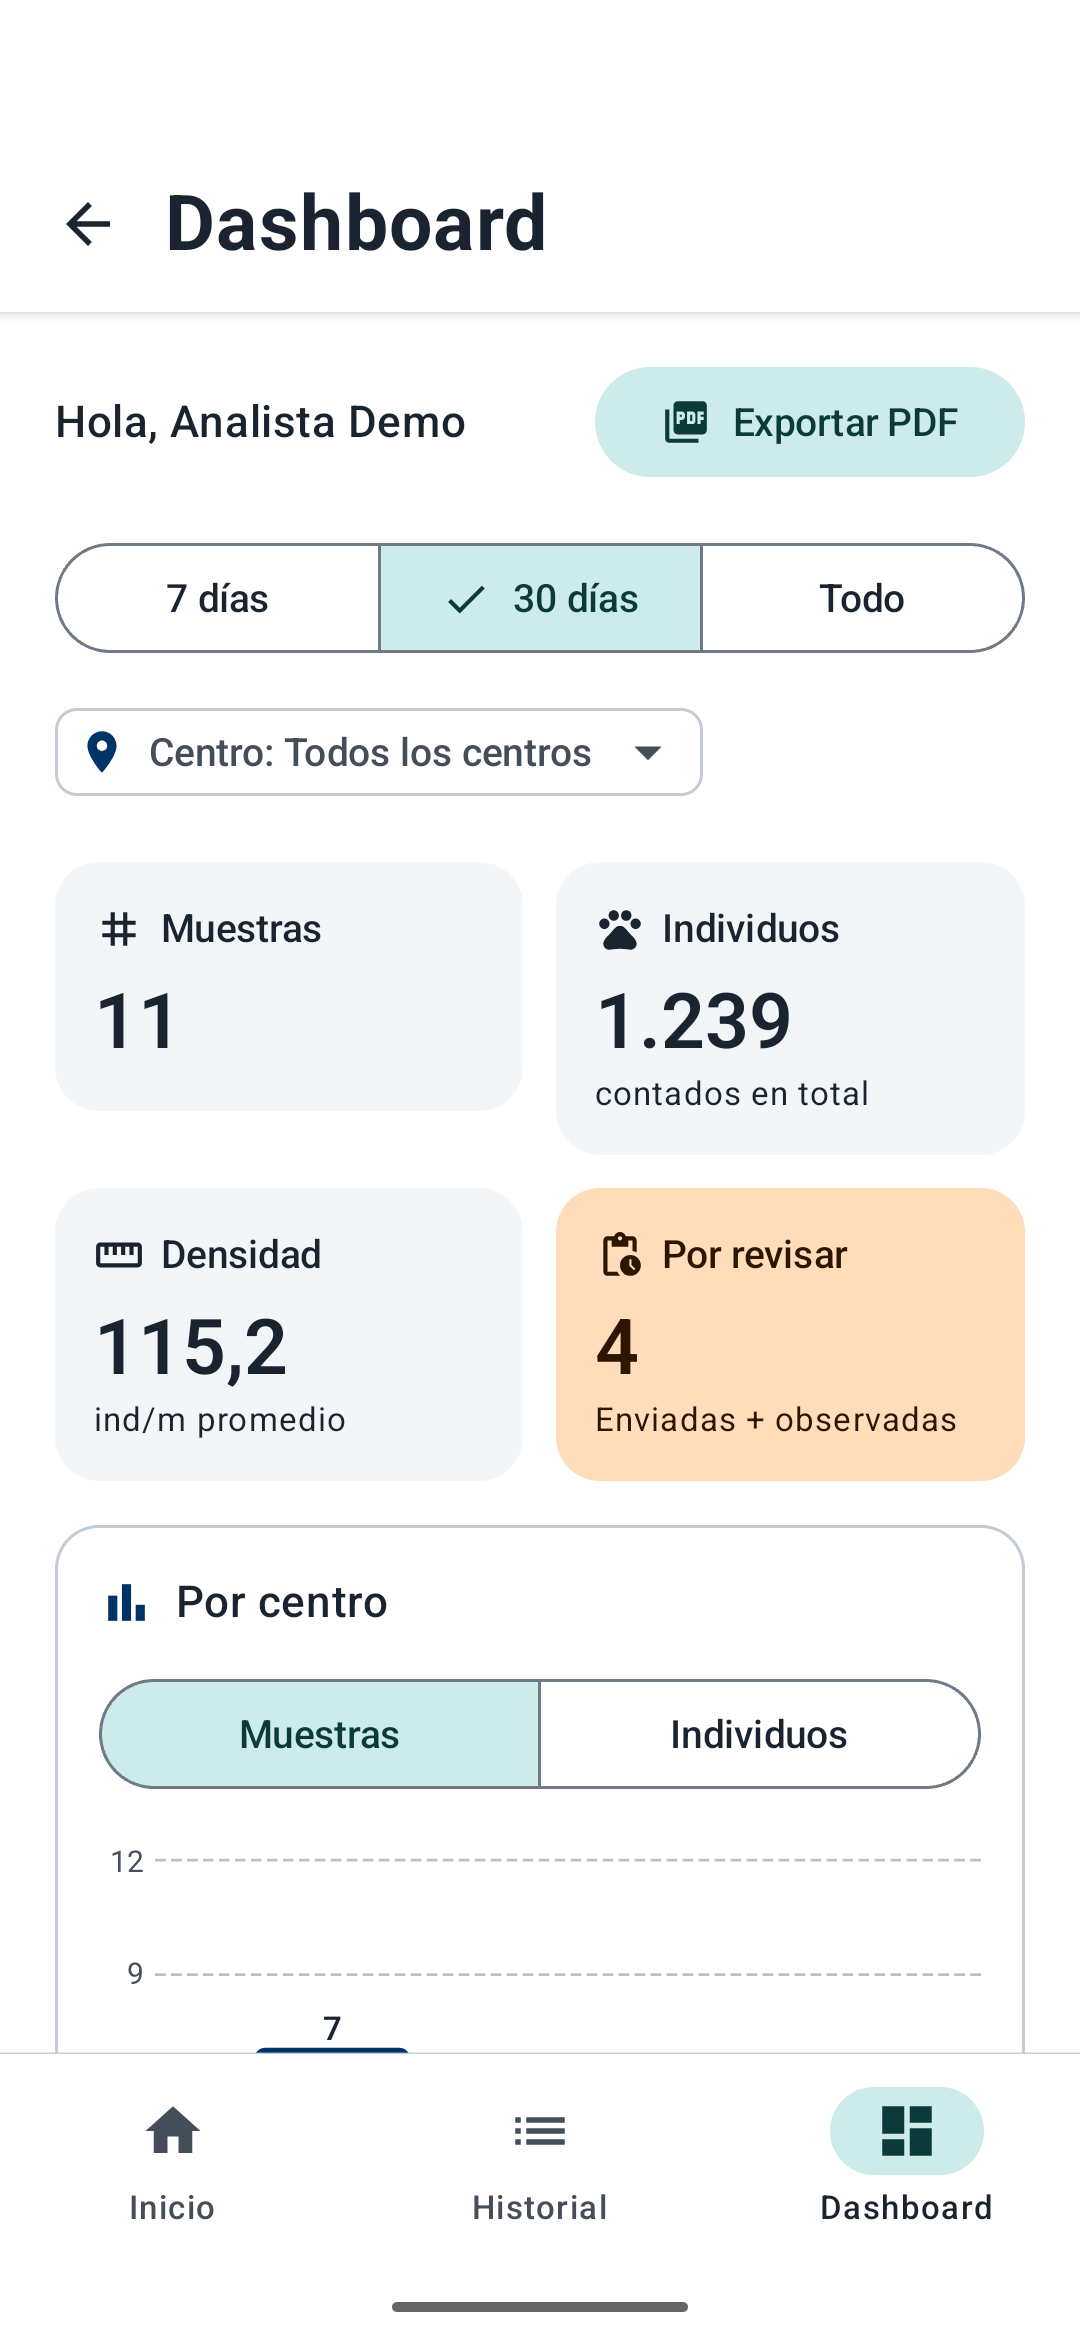 Dashboard
Hola, Analista Demo
PDF
Exportar PDF
7 días
30 días
Todo
Centro: Todos los centros
Muestras
11
Individuos
1.239
contados en total
Densidad
115,2
ind/m promedio
Por revisar
4
Enviadas + observadas
Por centro
Muestras
Individuos
12
9
7
Inicio
Historial
Dashboard